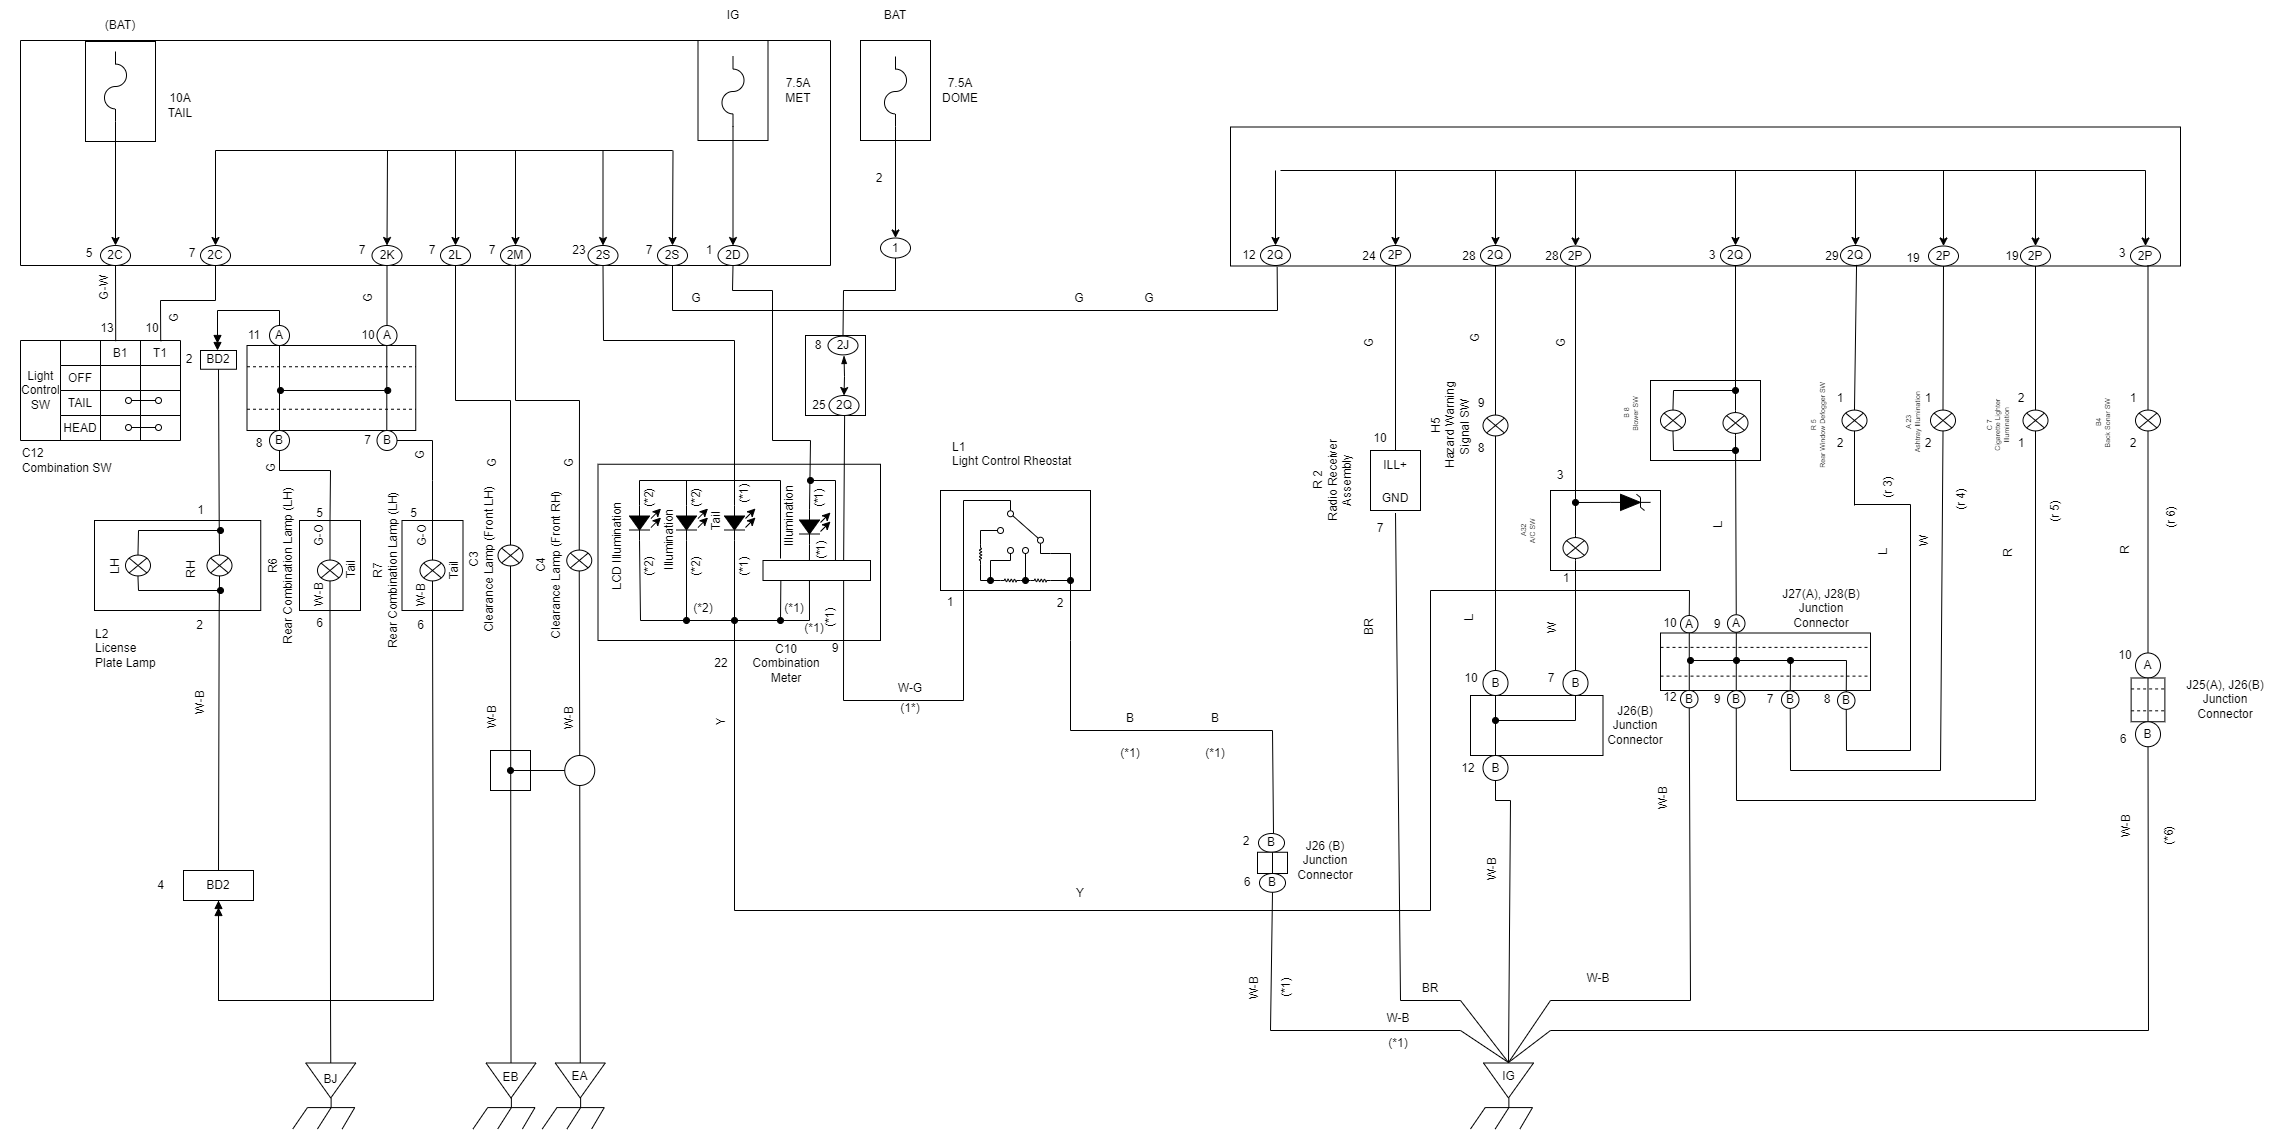 (BAT)
IG
BAT
10A
TAIL
7.5A
MET
7.5A
DOME
2
5
2C
7
2C
7
2K
7
2L
7
2M
23
2S
7
2S
1
2D
1
12
2Q
24
2P
28
2Q
28
2P
3
2Q
29
2Q
19
2P
19
2P
3
2P
G-W
G
G
G
G
G
13
10
B1
T1
Light
Control
SW
OFF
TAIL
HEAD
C12
Combination SW
2
BD2
11
A
10
A
8
B
7
B
G
G
G
G
8
2J
25
2Q
1
LH
RH
2
L2
License
Plate Lamp
W-B
4
BD2
R6
Rear Combination Lamp (LH)
5
G-O
Tail
W-B
6
R7
Rear Combination Lamp (LH)
5
G-O
Tail
W-B
6
C3
Clearance Lamp (Front LH)
W-B
C4
Clearance Lamp (Front RH)
W-B
LCD Illumination
(*2)
(*2)
Illumination
(*2)
(*2)
Tail
(*1)
(*1)
Illumination
(*1)
(*1)
(*2)
(*1)
(*1)
(*1)
22
C10
Combination
Meter
9
Y
W-G
(1*)
L1
Light Control Rheostat
1
2
B
B
(*1)
(*1)
2
B
6
B
J26 (B)
Junction
Connector
Y
W-B
(*1)
W-B
(*1)
G
R 2
Radio Receiver
Assembly
10
ILL+
GND
7
BR
BR
G
H5
Hazard Warning
Signal SW
9
8
L
G
3
A32
A/C SW
1
W
10
B
7
B
12
B
J26(B)
Junction
Connector
W-B
B 8
Blower SW
L
R 5
Rear Window Defogger SW
1
2
(r 3)
L
W
A 23
Ashtray Illumination
1
2
(r 4)
C 7
Cigarette Lighter
Illumination
2
1
(r 5)
R
B4
Back Sonar SW
1
2
(r 6)
R
J27(A), J28(B)
Junction
Connector
10
A
9
A
12
B
9
B
7
B
8
B
W-B
W-B
10
A
6
B
J25(A), J26(B)
Junction
Connector
W-B
(*6)
BJ
EB
EA
IG